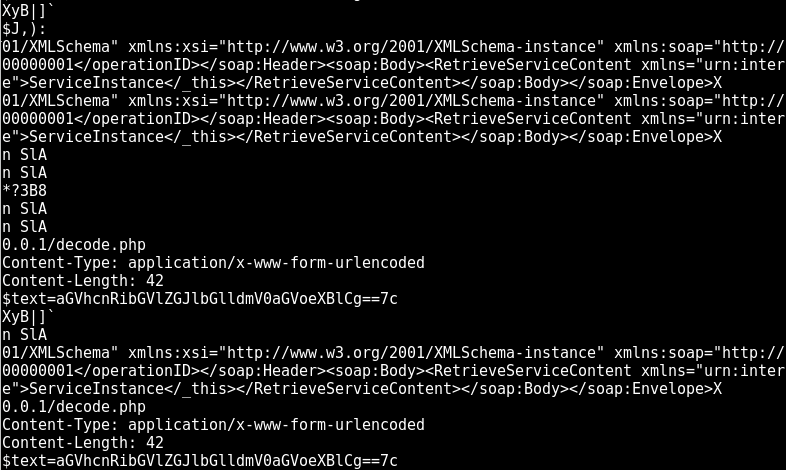 XyB|]`
$J,):
01/XMLSchema" xmlns:xsi="http://www.w3.org/2001/XMLSchema-instance" xmlns:soap="http://
00000001</operationID></soap:Header><soap:Body><RetrieveServiceContent xmlns="urn:inter
e">ServiceInstance</_this></RetrieveServiceContent></soap:Body></soap:Envelope>X
01/XMLSchema" xmlns:xsi="http://www.w3.org/2001/XMLSchema-instance" xmlns:soap="http://
00000001</operationID></soap:Header><soap:Body><RetrieveServiceContent xmlns="urn:inter
e">ServiceInstance</_this></RetrieveServiceContent></soap:Body></soap:Envelope>X
n SlA
n SlA
*?3B8
n SlA
n SlA
0.0.1/decode.php
Content-Type: application/x-www-form-urlencoded
Content-Length: 42
$text=aGVhcnRibGVlZGJlbGlldmV0aGVoeXBlCg==7c
XyB|]`
n SlA
01/XMLSchema" xmlns:xsi="http://www.w3.org/2001/XMLSchema-instance" xmlns:soap="http://
00000001</operationID></soap:Header><soap:Body><RetrieveServiceContent xmlns="urn:inter
e">ServiceInstance</_this></RetrieveServiceContent></soap:Body></soap:Envelope>X
0.0.1/decode.php
Content-Type: application/x-www-form-urlencoded
Content-Length: 42
$text=aGVhcnRibGVlZGJlbGlldmV0aGVoeXBlCg==7c